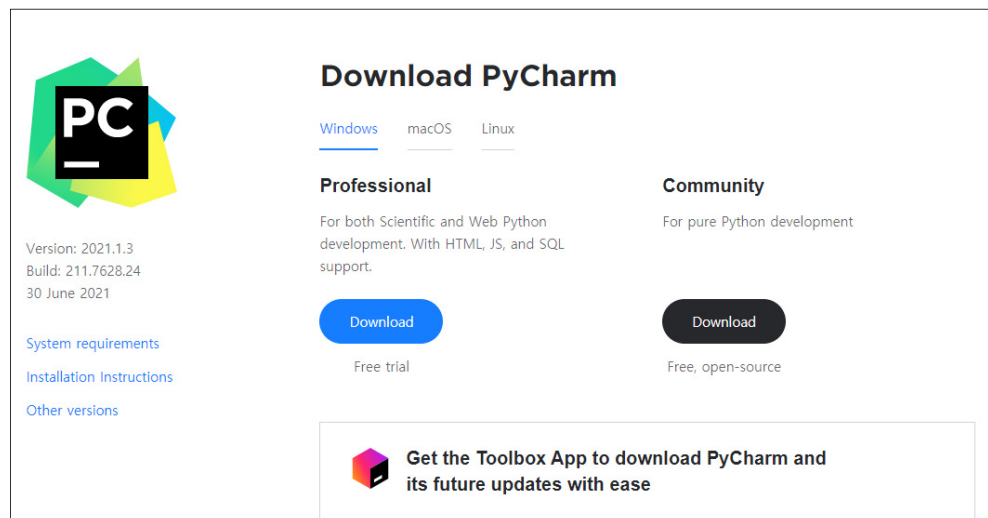 PC
Version: 2021.1.3
Build: 211.7628.24
30 June 2021
System requirements
Installation Instructions
Other versions
Download PyCharm
Windows macOS Linux
Professional
For both Scientific and Web Python
development. With HTML, JS, and SQL
support.
Download
Free trial
Community
For pure Python development
Download
Free, open-source
Get the Toolbox App to download PyCharm and
its future updates with ease